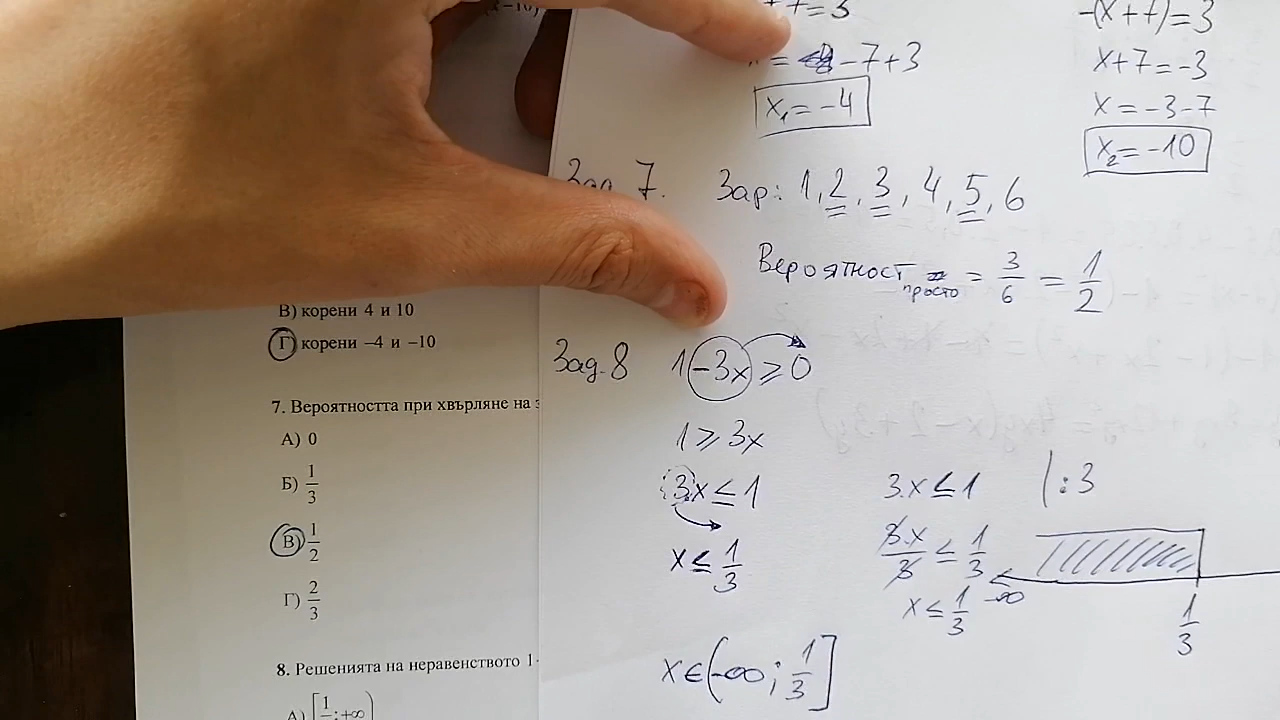 В) корени 4 и 10
Г) корени –4 и –10
7. Вероятността при хвърляне на
А) 0
Б) 1/3
В) 1/2
Г) 2/3
8. Решенията на неравенството 1-
А) [1/3; +∞)
= -7+3
x₁ = -4
-(x+7)=3
x+7=-3
x=-3-7
x₂=-10
Зад. 7. Зар: 1, 2, 3, 4, 5, 6
Вероятност просто = 3/6 = 1/2
Зад. 8 1-3x ≥ 0
1 ≥ 3x
3x ≤ 1
x ≤ 1/3
3.x ≤ 1 | :3
3.x/3 ≤ 1/3
x ≤ 1/3
-∞
1/3
x ∈ (-∞; 1/3]